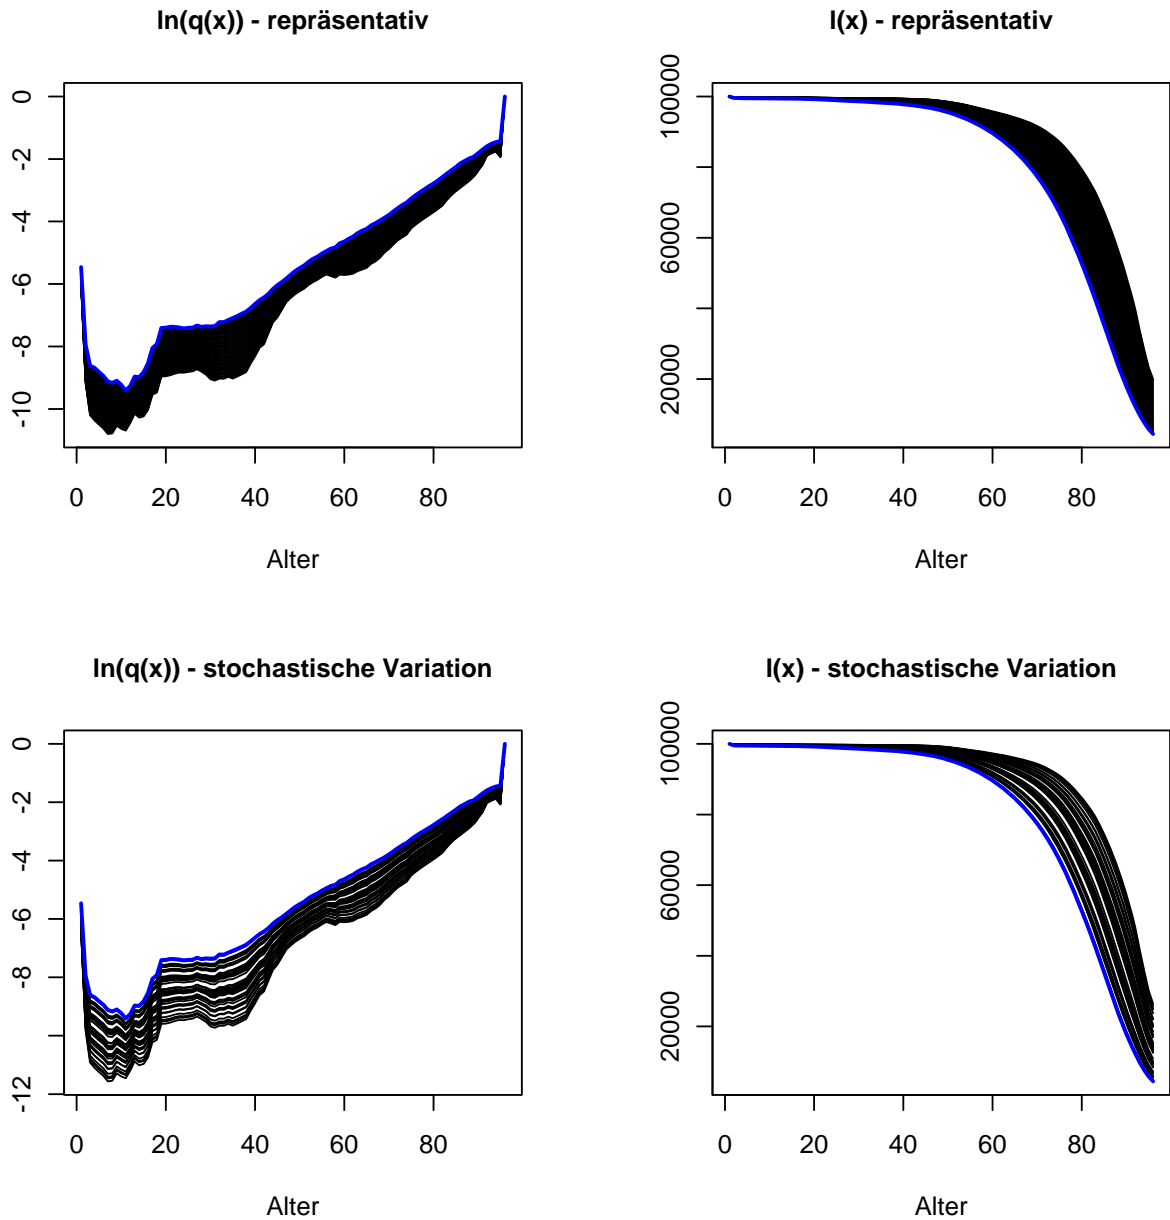 ln(q(x)) - repräsentativ
0
-2
-4
-6
-8
-10
0 20 40 60 80
Alter
l(x) - repräsentativ
100000
60000
20000
0 20 40 60 80
Alter
ln(q(x)) - stochastische Variation
0
-2
-4
-6
-8
-12
0 20 40 60 80
Alter
l(x) - stochastische Variation
100000
60000
20000
0 20 40 60 80
Alter